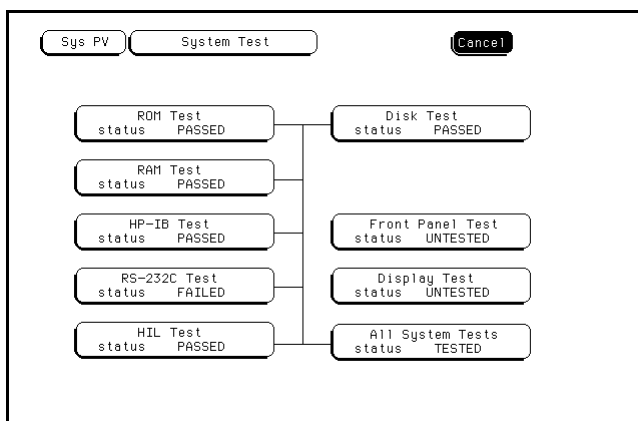 Sys PV System Test Cancel
ROM Test
status PASSED
Disk Test
status PASSED
RAM Test
status PASSED
HP-IB Test
status PASSED
Front Panel Test
status UNTESTED
RS-232C Test
status FAILED
Display Test
status UNTESTED
HIL Test
status PASSED
All System Tests
status TESTED